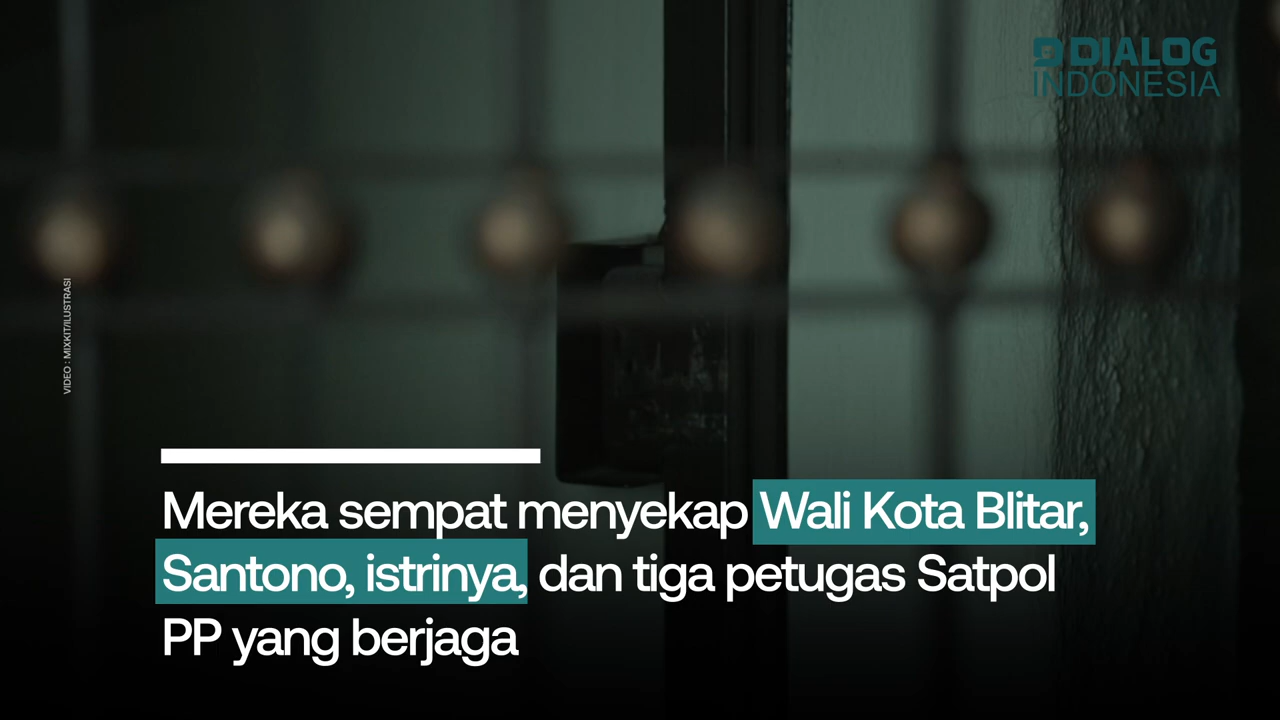 DIALOG
INDONESIA
VIDEO : MIXKIT/ILUSTRASI
Mereka sempat menyekap Wali Kota Blitar,
Santono, istrinya, dan tiga petugas Satpol
PP yang berjaga